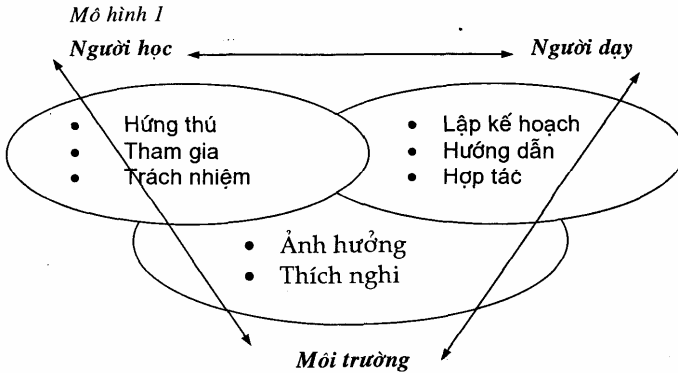 Mô hình 1
Người học
Người dạy
• Hứng thú
• Tham gia
• Trách nhiệm
• Lập kế hoạch
• Hướng dẫn
• Hợp tác
• Ảnh hưởng
• Thích nghi
Môi trường